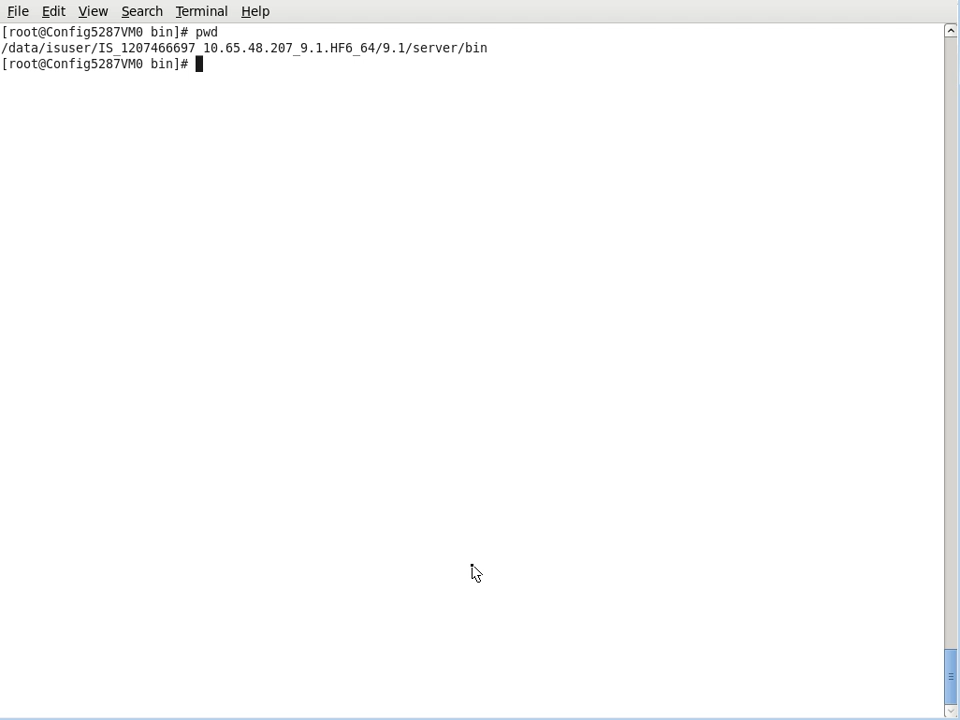 File Edit View Search Terminal Help
[root@Config5287VM0 bin]# pwd
/data/isuser/IS_1207466697_10.65.48.207_9.1.HF6_64/9.1/server/bin
[root@Config5287VM0 bin]#